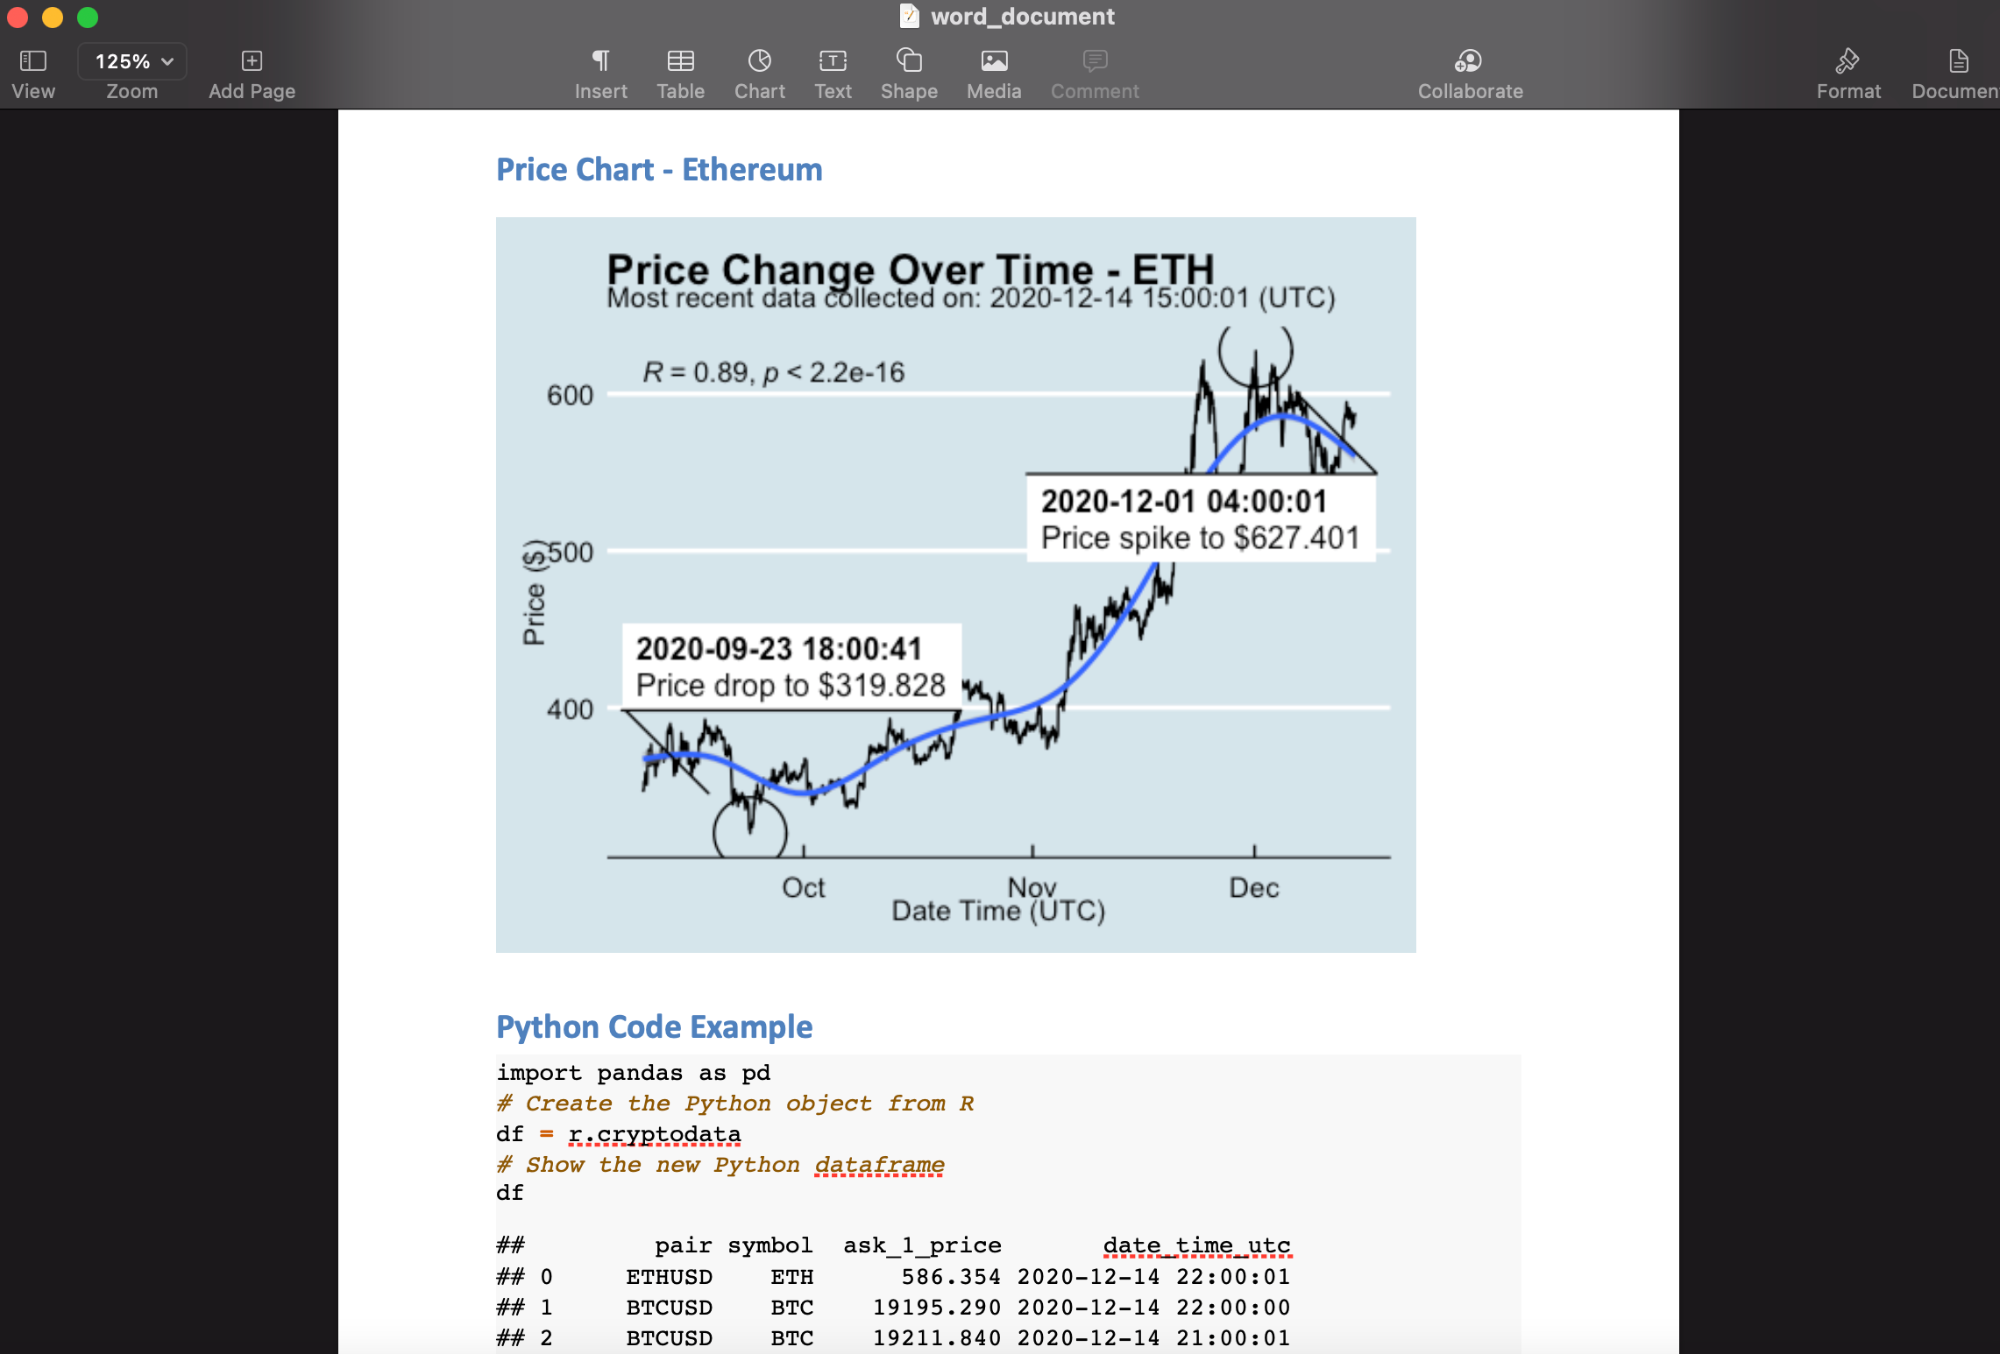 word_document
125%
View
Zoom
Add Page
Insert
Table
Chart
Text
Shape
Media
Comment
Collaborate
Format
Documen
Price Chart - Ethereum
Price Change Over Time - ETH
Most recent data collected on: 2020-12-14 15:00:01 (UTC)
R = 0.89, p < 2.2e-16
600
500
400
Price ($)
2020-12-01 04:00:01
Price spike to $627.401
2020-09-23 18:00:41
Price drop to $319.828
Oct
Nov
Dec
Date Time (UTC)
Python Code Example
import pandas as pd
# Create the Python object from R
df = r.cryptodata
# Show the new Python dataframe
df
## pair symbol ask_1_price date_time_utc
## 0 ETHUSD ETH 586.354 2020-12-14 22:00:01
## 1 BTCUSD BTC 19195.290 2020-12-14 22:00:00
## 2 BTCUSD BTC 19211.840 2020-12-14 21:00:01